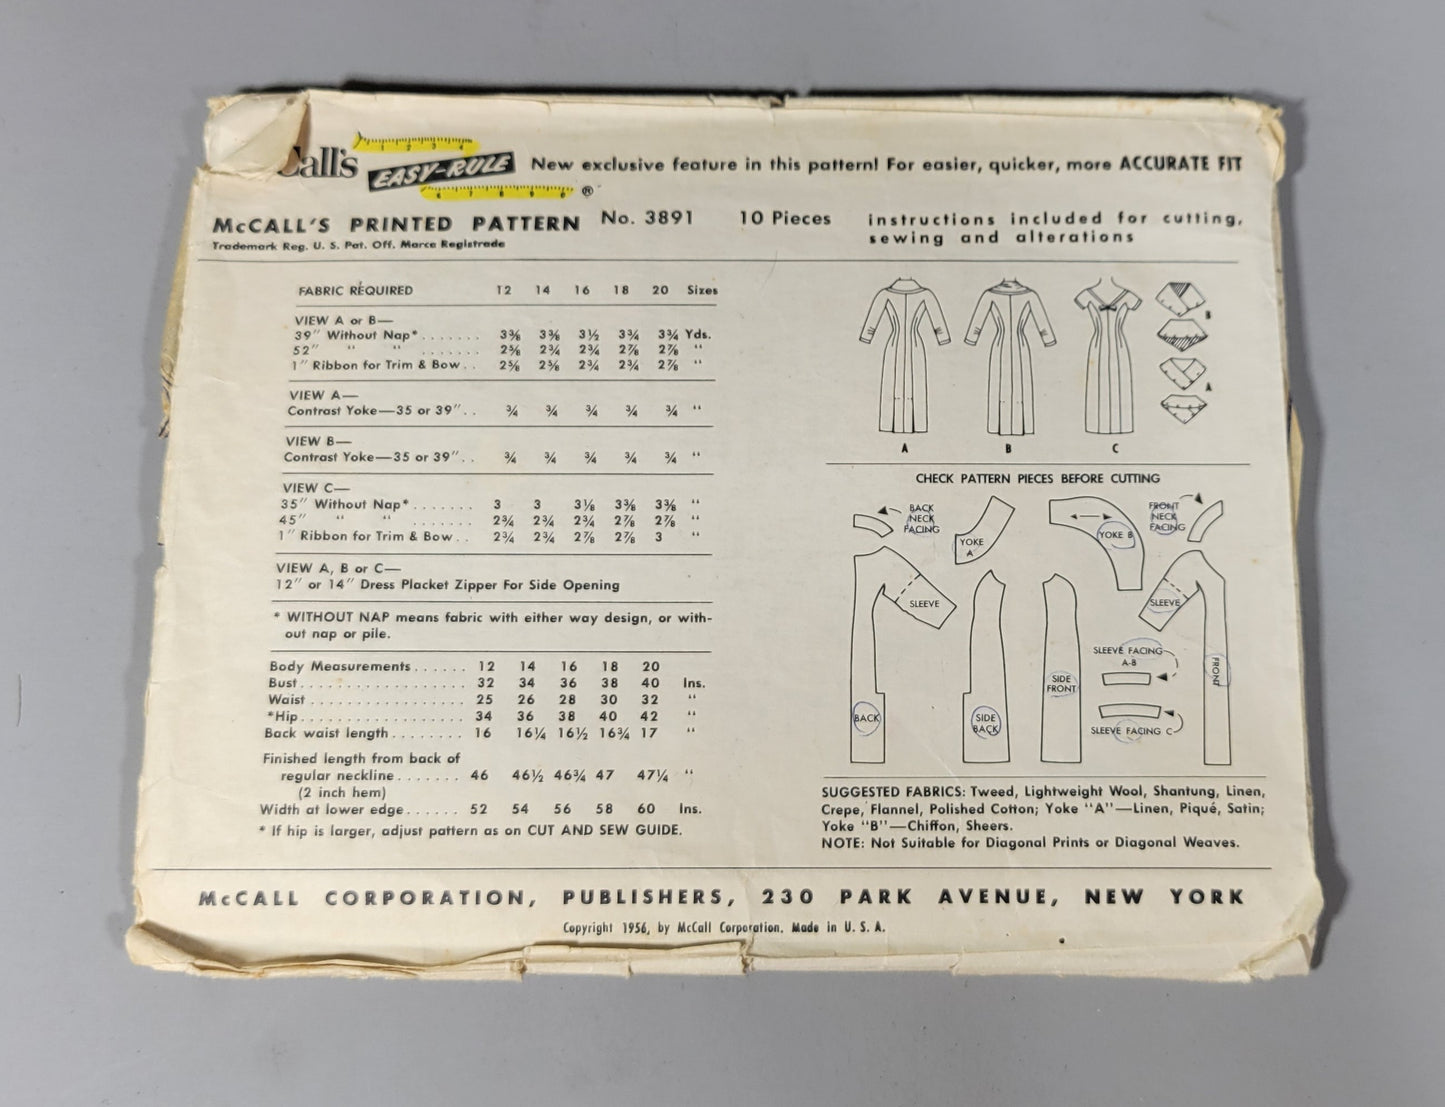 Call's EASY-RULE ® New exclusive feature in this pattern! For easier, quicker, more ACCURATE FIT
1 2 3 4
6 7 8 9
McCALL'S PRINTED PATTERN No. 3891 10 Pieces instructions included for cutting,
sewing and alterations
Trademark Reg. U. S. Pat. Off. Marca Registrada
FABRIC REQUIRED 12 14 16 18 20 Sizes
VIEW A or B—
39" Without Nap*....... 3⅜ 3⅜ 3½ 3¾ 3¾ Yds.
52" " " ....... 2⅝ 2¾ 2¾ 2⅞ 2⅞ "
1" Ribbon for Trim & Bow.. 2⅝ 2⅝ 2¾ 2¾ 2⅞ "
VIEW A—
Contrast Yoke—35 or 39".. ¾ ¾ ¾ ¾ ¾ "
VIEW B—
Contrast Yoke—35 or 39".. ¾ ¾ ¾ ¾ ¾ "
VIEW C—
35" Without Nap*....... 3 3 3⅛ 3⅜ 3⅜ "
45" " " ....... 2¾ 2¾ 2¾ 2⅞ 2⅞ "
1" Ribbon for Trim & Bow.. 2¾ 2¾ 2⅞ 2⅞ 3 "
VIEW A, B or C—
12" or 14" Dress Placket Zipper For Side Opening
* WITHOUT NAP means fabric with either way design, or with-
out nap or pile.
Body Measurements...... 12 14 16 18 20
Bust.................. 32 34 36 38 40 Ins.
Waist................. 25 26 28 30 32 "
*Hip.................. 34 36 38 40 42 "
Back waist length........ 16 16¼ 16½ 16¾ 17 "
Finished length from back of
regular neckline....... 46 46½ 46¾ 47 47¼ "
(2 inch hem)
Width at lower edge...... 52 54 56 58 60 Ins.
* If hip is larger, adjust pattern as on CUT AND SEW GUIDE.
B
A
A B C
CHECK PATTERN PIECES BEFORE CUTTING
BACK
NECK
FACING
YOKE
A
YOKE B
FRONT
NECK
FACING
SLEEVE
SLEEVE
SLEEVE FACING
A-B
SIDE
FRONT
FRONT
BACK
SIDE
BACK
SLEEVE FACING C
SUGGESTED FABRICS: Tweed, Lightweight Wool, Shantung, Linen,
Crepe, Flannel, Polished Cotton; Yoke "A"—Linen, Piqué, Satin;
Yoke "B"—Chiffon, Sheers.
NOTE: Not Suitable for Diagonal Prints or Diagonal Weaves.
McCALL CORPORATION, PUBLISHERS, 230 PARK AVENUE, NEW YORK
Copyright 1956, by McCall Corporation. Made in U. S. A.